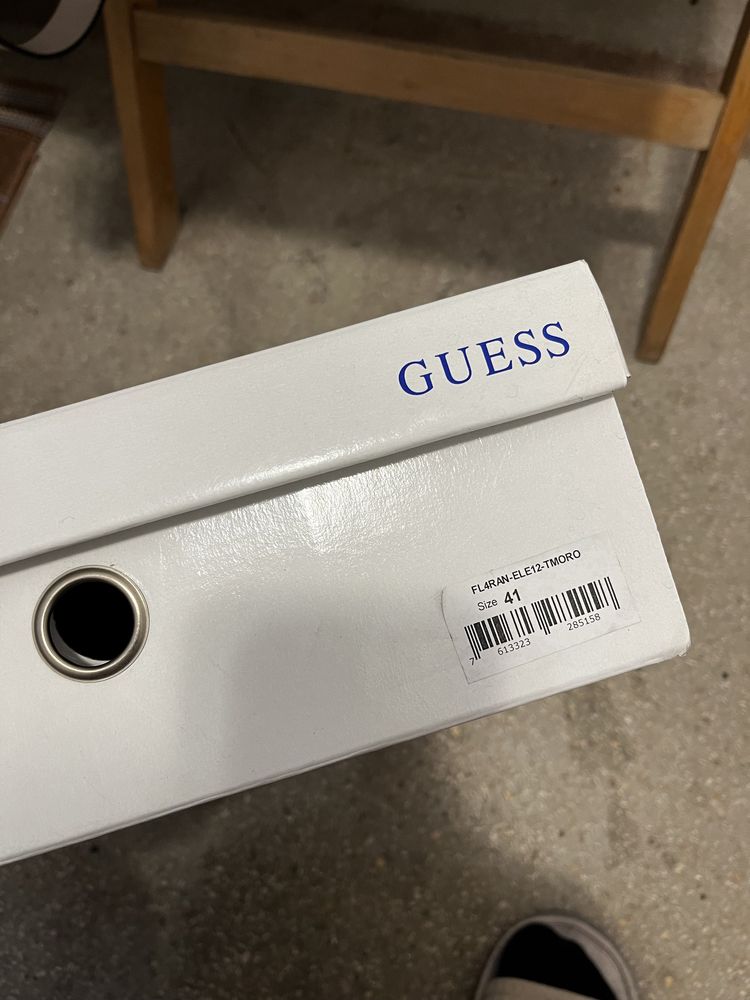 GUESS
FL4RAN-ELE12-TMORO
Size 41
7 613323 285158